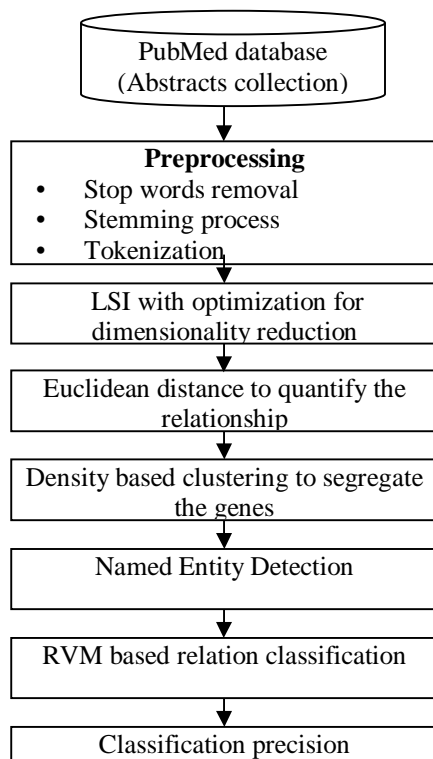 PubMed database
(Abstracts collection)
Preprocessing
• Stop words removal
• Stemming process
• Tokenization
LSI with optimization for
dimensionality reduction
Euclidean distance to quantify the
relationship
Density based clustering to segregate
the genes
Named Entity Detection
RVM based relation classification
Classification precision